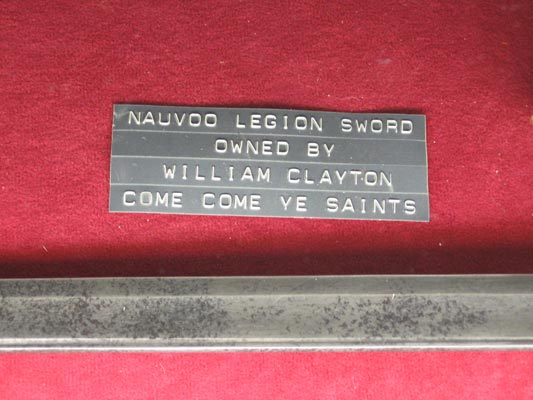 NAUVOO LEGION SWORD
OWNED BY
WILLIAM CLAYTON
COME COME YE SAINTS